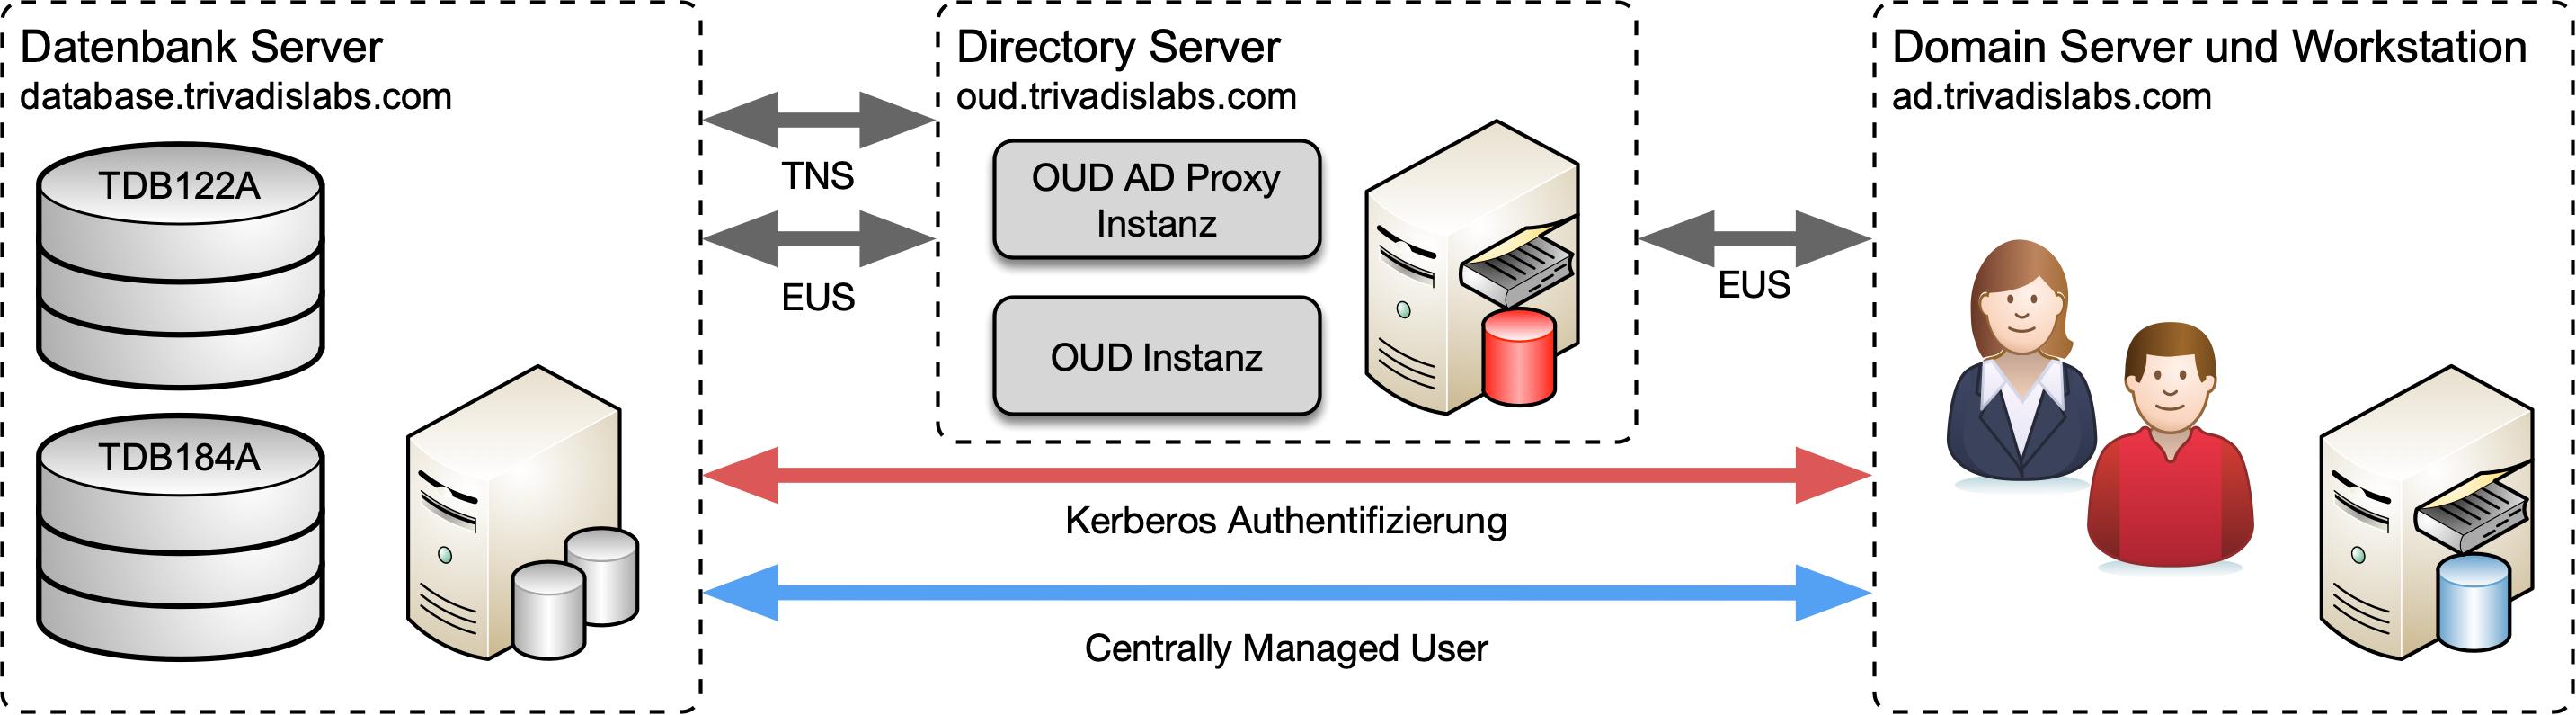 Datenbank Server
database.trivadislabs.com
TDB122A
TDB184A
TNS
EUS
Directory Server
oud.trivadislabs.com
OUD AD Proxy
Instanz
OUD Instanz
EUS
Kerberos Authentifizierung
Centrally Managed User
Domain Server und Workstation
ad.trivadislabs.com